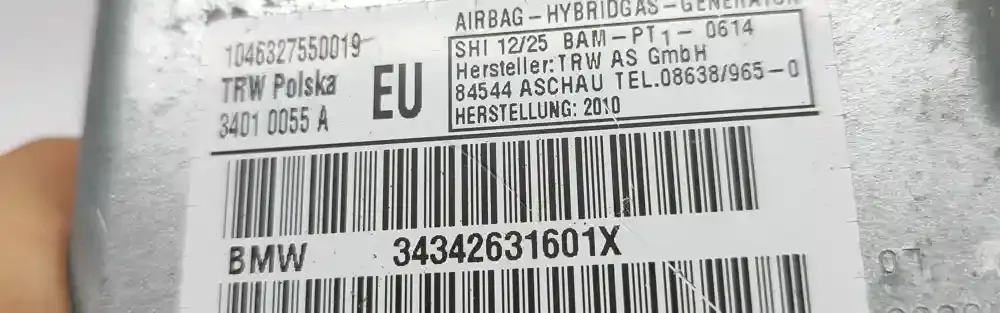 AIRBAG-HYBRIDGAS-GENERATOR
1046327550019
TRW Polska
3401 0055 A
EU
SHI 12/25 BAM-PT1-0614
Hersteller: TRW AS GmbH
84544 ASCHAU TEL.08638/965-0
HERSTELLUNG: 2010
BMW 34342631601X